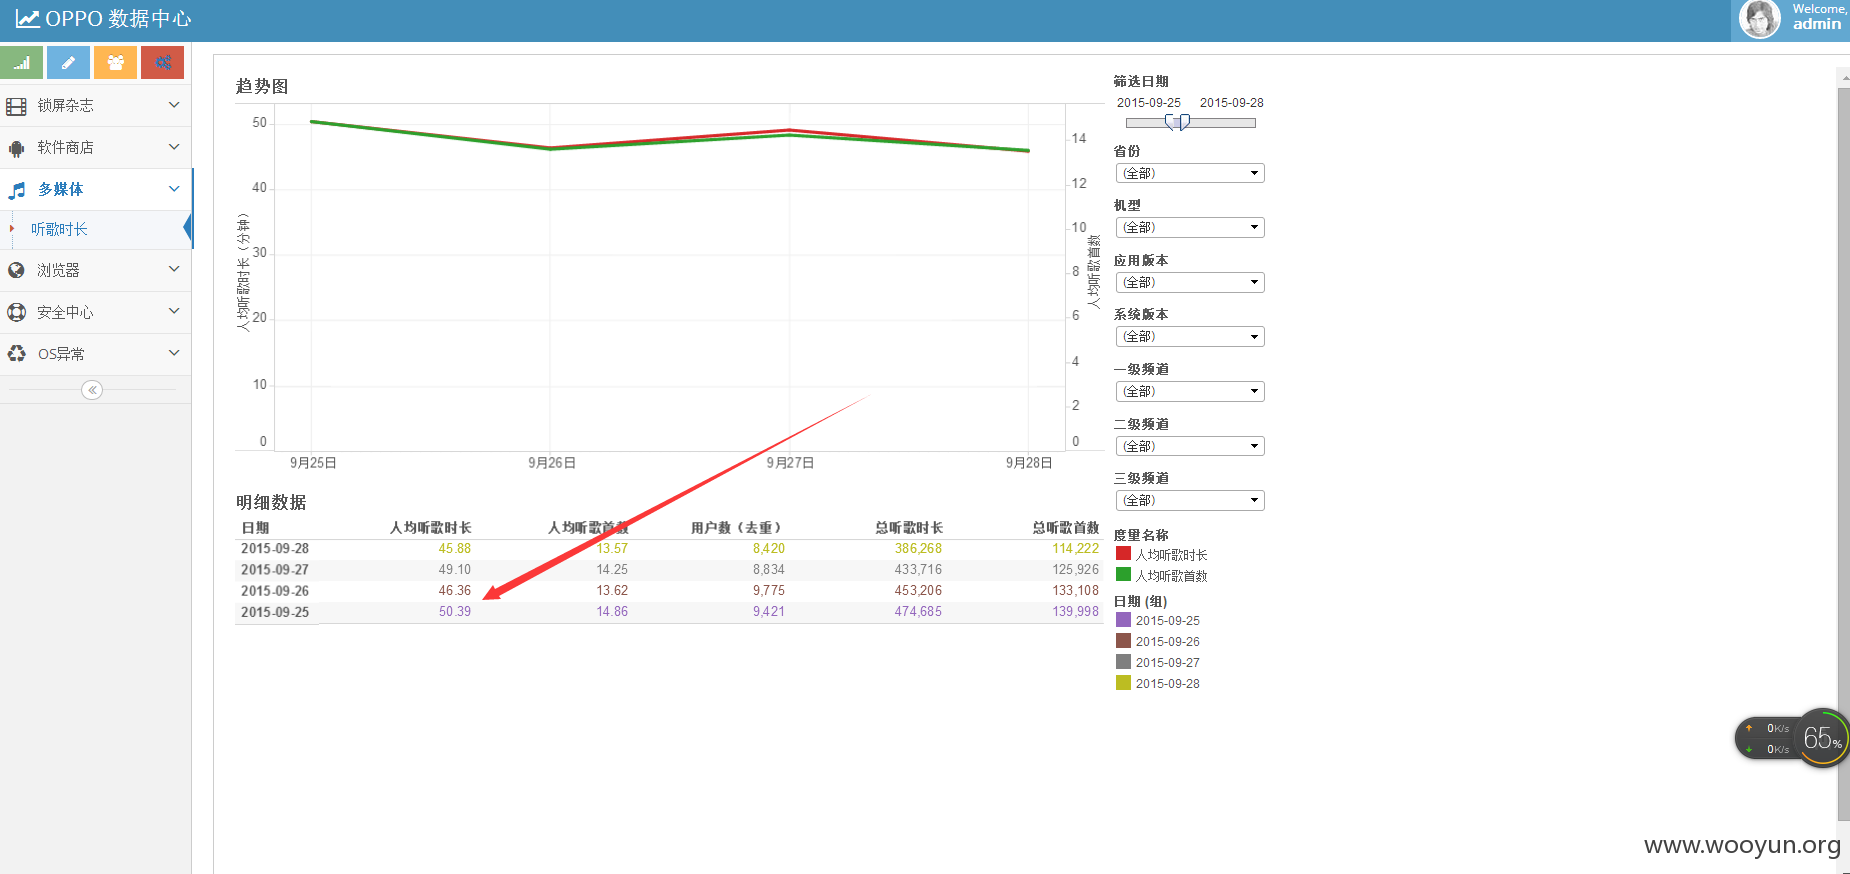 OPPO 数据中心
Welcome,
admin
锁屏杂志
软件商店
多媒体
听歌时长
浏览器
安全中心
OS异常
趋势图
50
40
30
20
10
0
人均听歌时长（分钟）
14
12
10
8
6
4
2
0
人均听歌首数
9月25日 9月26日 9月27日 9月28日
明细数据
日期 人均听歌时长 人均听歌首数 用户数（去重） 总听歌时长 总听歌首数
2015-09-28 45.88 13.57 8,420 386,268 114,222
2015-09-27 49.10 14.25 8,834 433,716 125,926
2015-09-26 46.36 13.62 9,775 453,206 133,108
2015-09-25 50.39 14.86 9,421 474,685 139,998
筛选日期
2015-09-25 2015-09-28
省份
(全部)
机型
(全部)
应用版本
(全部)
系统版本
(全部)
一级频道
(全部)
二级频道
(全部)
三级频道
(全部)
度量名称
人均听歌时长
人均听歌首数
日期 (组)
2015-09-25
2015-09-26
2015-09-27
2015-09-28
0K/s
0K/s
65%
www.wooyun.org